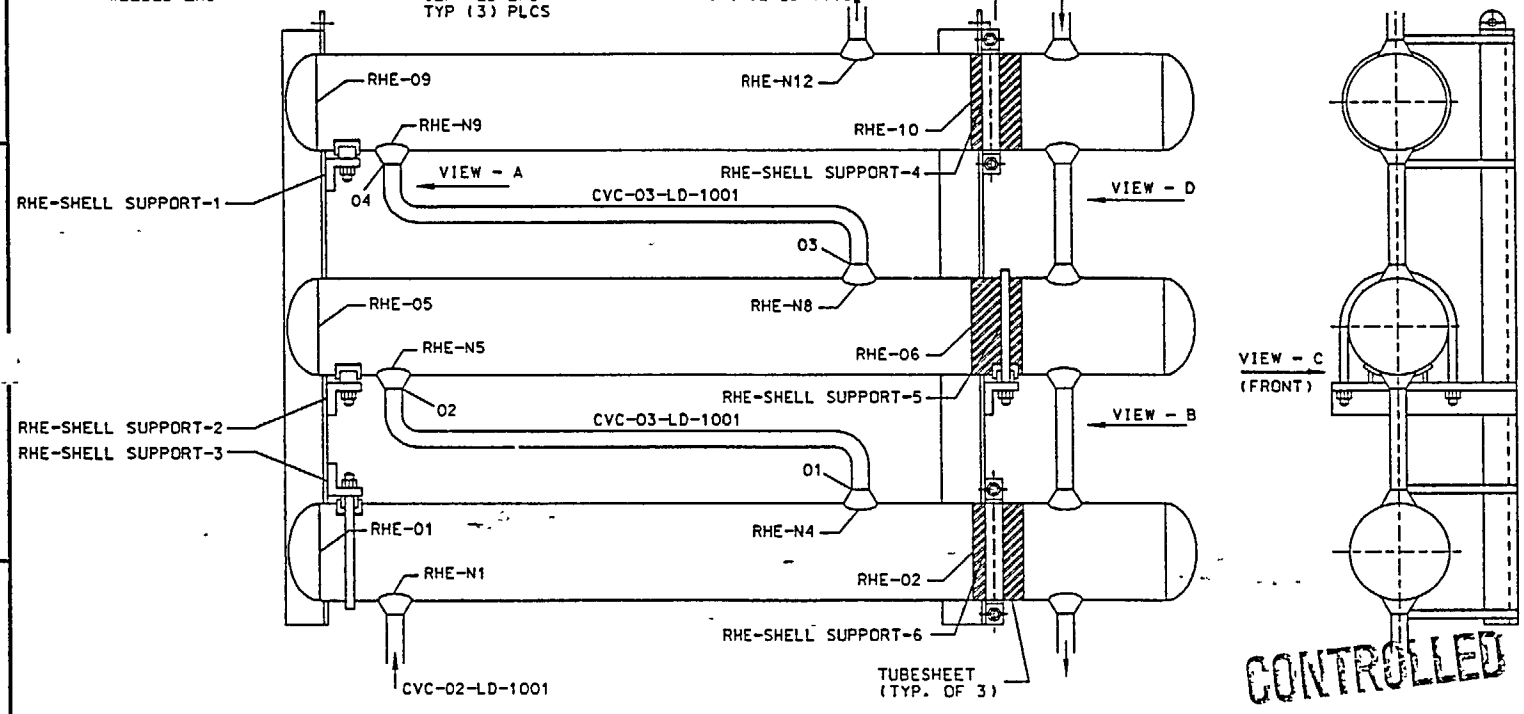 TYP (3) PLCS
RHE-09
RHE-N12
RHE-N9
RHE-10
VIEW - A
RHE-SHELL SUPPORT-4
RHE-SHELL SUPPORT-1
04
CVC-03-LD-1001
VIEW - D
03
RHE-05
RHE-N8
RHE-N5
RHE-06
VIEW - C
(FRONT)
RHE-SHELL SUPPORT-5
02
RHE-SHELL SUPPORT-2
CVC-03-LD-1001
VIEW - B
RHE-SHELL SUPPORT-3
01
RHE-01
RHE-N4
RHE-N1
RHE-02
RHE-SHELL SUPPORT-6
TUBESHEET
(TYP. OF 3)
CVC-02-LD-1001
CONTROLLED